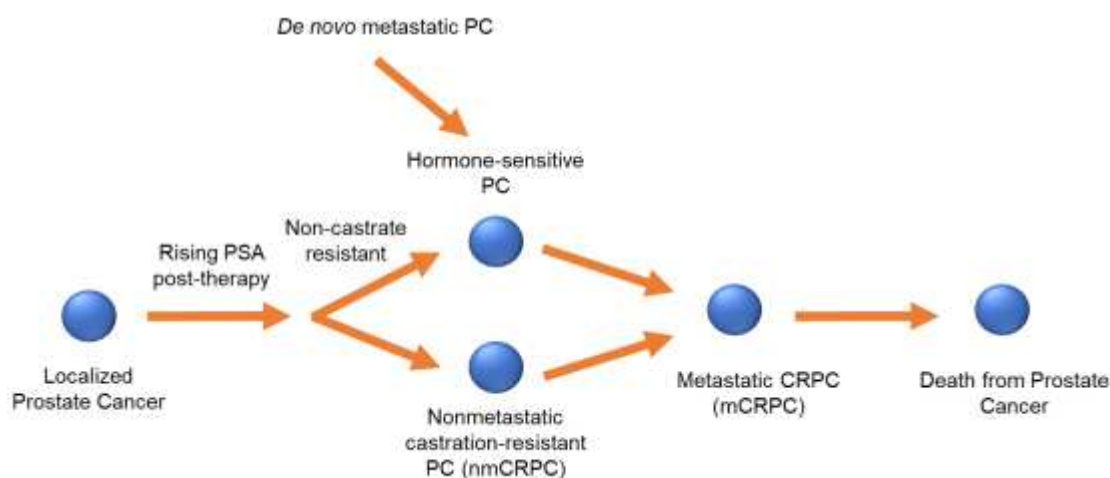 De novo metastatic PC
Hormone-sensitive
PC
Non-castrate
resistant
Rising PSA
post-therapy
Localized
Prostate Cancer
Nonmetastatic
castration-resistant
PC (nmCRPC)
Metastatic CRPC
(mCRPC)
Death from Prostate
Cancer